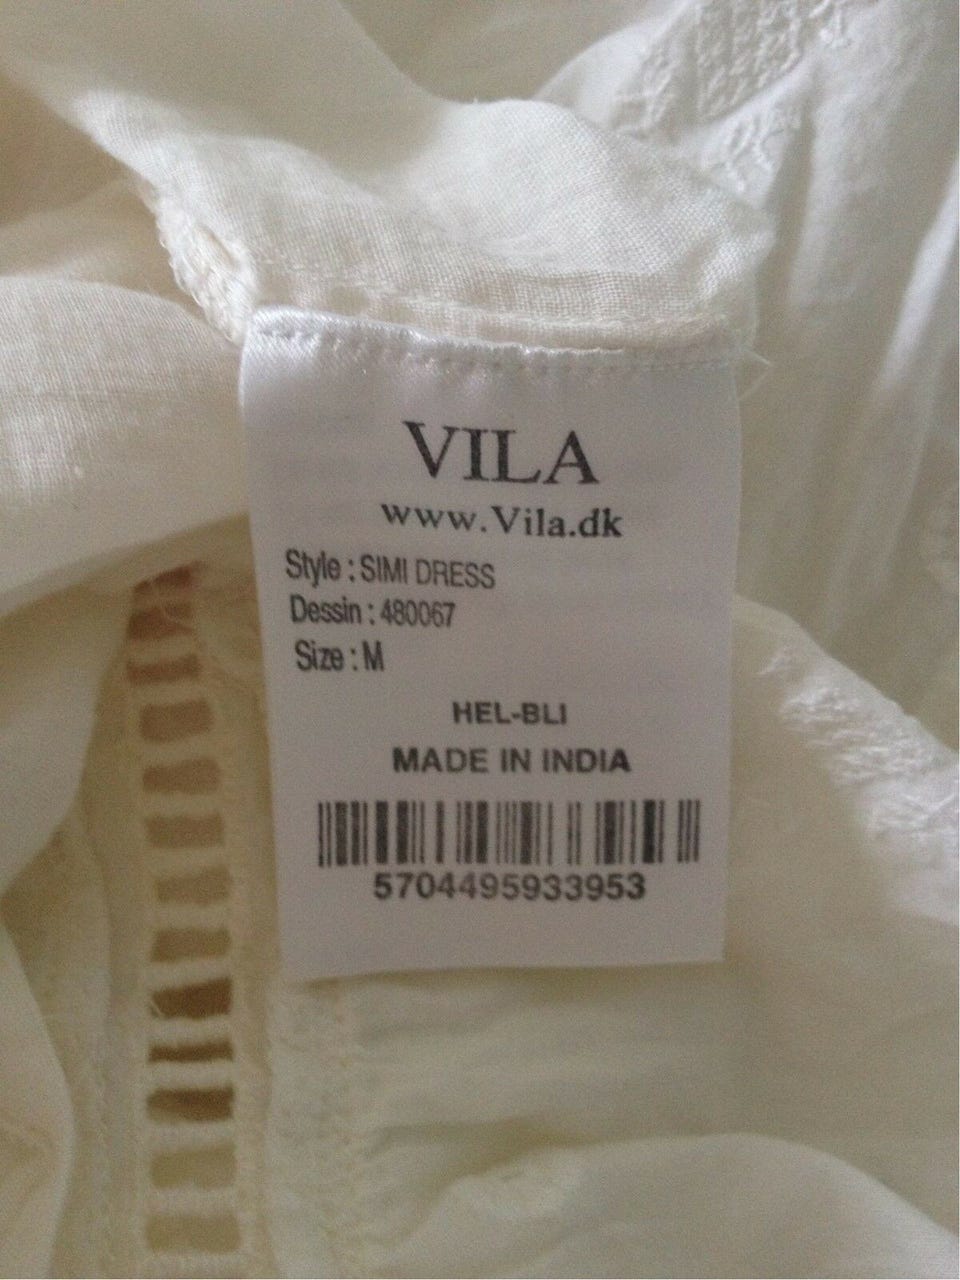 VILA
www.Vila.dk
Style : SIMI DRESS
Dessin : 480067
Size : M
HEL-BLI
MADE IN INDIA
5704495933953